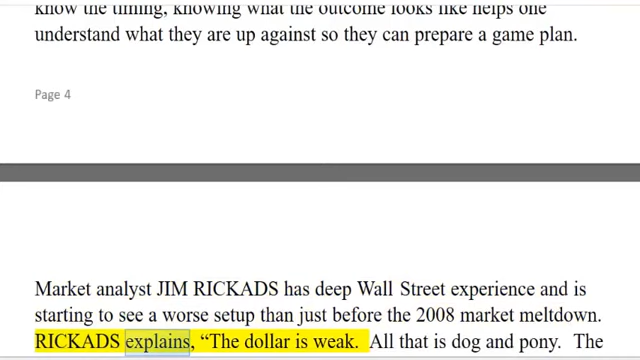 know the timing, knowing what the outcome looks like helps one
understand what they are up against so they can prepare a game plan.
Page 4
Market analyst JIM RICKADS has deep Wall Street experience and is
starting to see a worse setup than just before the 2008 market meltdown.
RICKADS explains, “The dollar is weak.  All that is dog and pony.  The